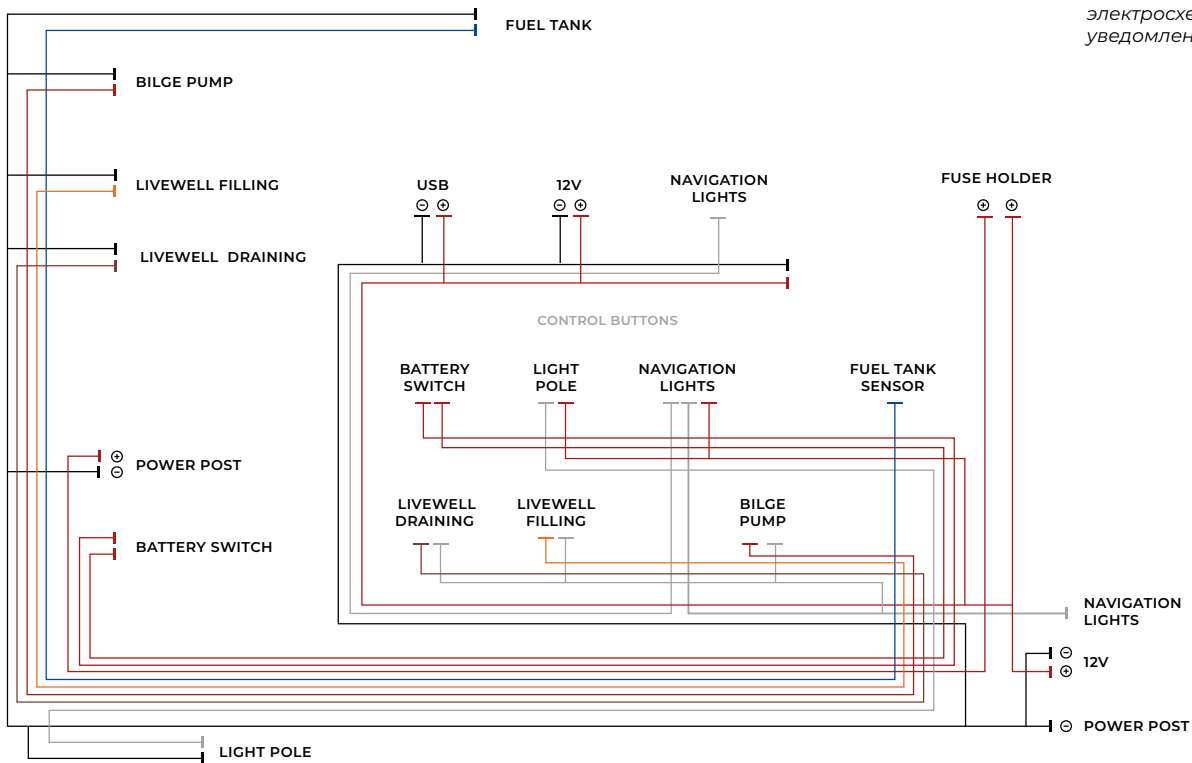 электросхе
уведомлен
FUEL TANK
BILGE PUMP
LIVEWELL FILLING
LIVEWELL DRAINING
USB
⊖ ⊕
12V
⊖ ⊕
NAVIGATION
LIGHTS
FUSE HOLDER
⊕ ⊕
CONTROL BUTTONS
BATTERY
SWITCH
LIGHT
POLE
NAVIGATION
LIGHTS
FUEL TANK
SENSOR
⊕
⊖
POWER POST
LIVEWELL
DRAINING
LIVEWELL
FILLING
BILGE
PUMP
BATTERY SWITCH
NAVIGATION
LIGHTS
⊖
⊕
12V
⊖ POWER POST
LIGHT POLE